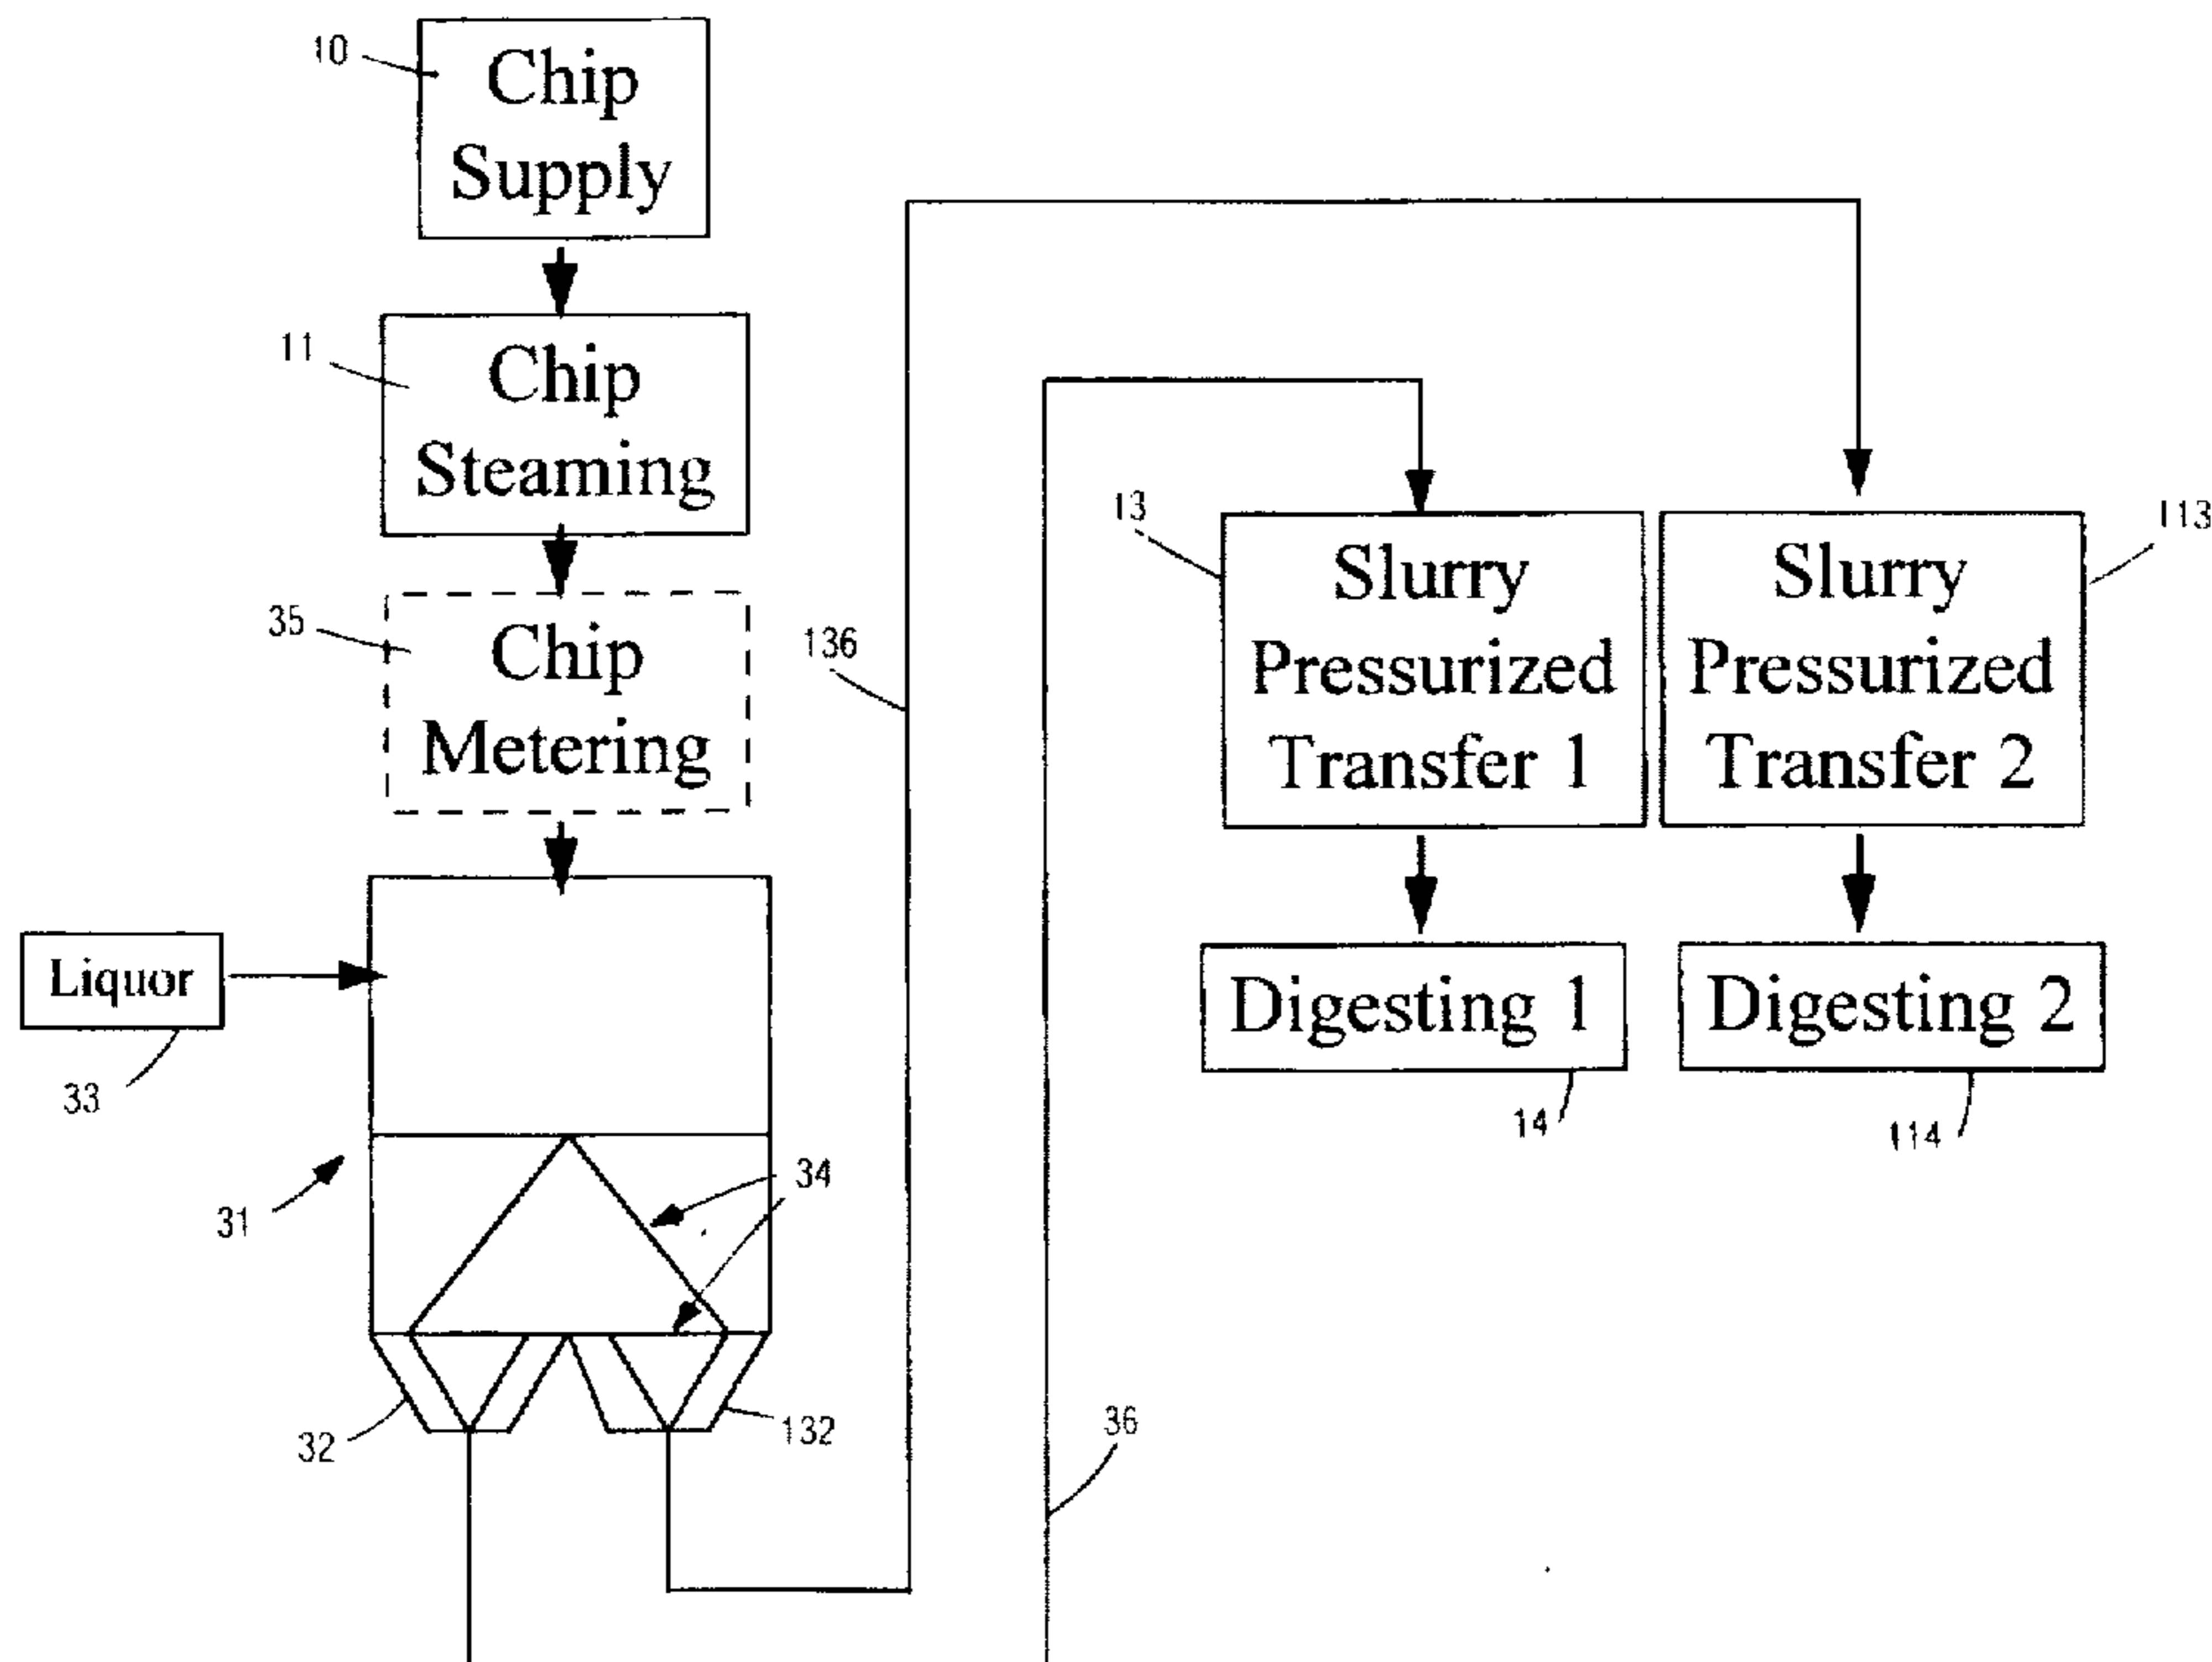 10
Chip
Supply
11
Chip
Steaming
35
Chip
Metering
136
13
Slurry
Pressurized
Transfer 1
Slurry
Pressurized
Transfer 2
113
Liquor
33
Digesting 1
14
Digesting 2
114
31
34
32
132
36